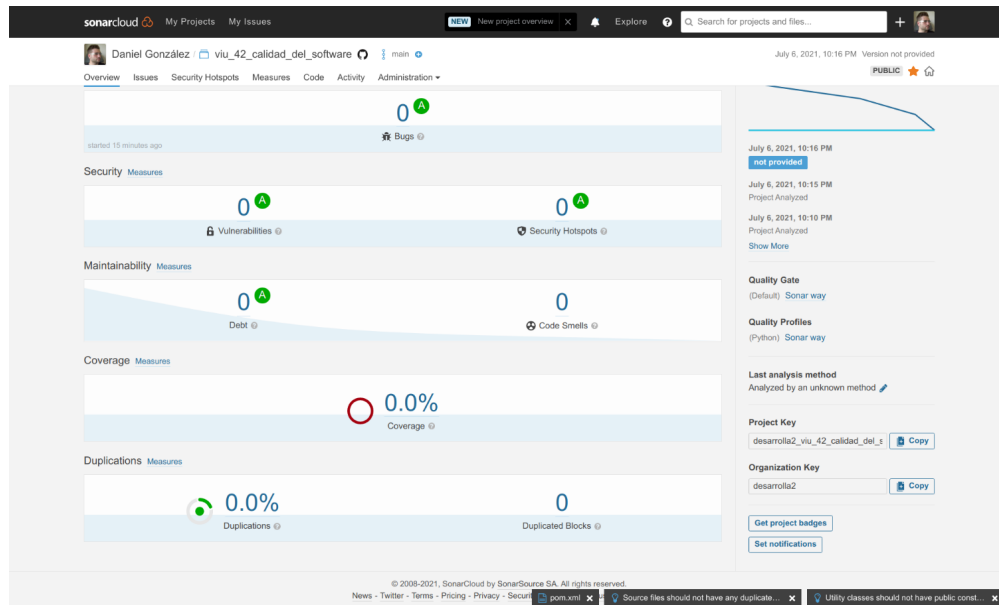 sonarcloud My Projects My Issues NEW New project overview X Explore Search for projects and files... +
Daniel González / viu_42_calidad_del_software main
July 6, 2021, 10:16 PM Version not provided
PUBLIC
Overview Issues Security Hotspots Measures Code Activity Administration
0 A
Bugs
started 15 minutes ago
Security Measures
0 A
Vulnerabilities
0 A
Security Hotspots
Maintainability Measures
0 A
Debt
0
Code Smells
Coverage Measures
0.0%
Coverage
Duplications Measures
0.0%
Duplications
0
Duplicated Blocks
July 6, 2021, 10:16 PM
not provided
July 6, 2021, 10:15 PM
Project Analyzed
July 6, 2021, 10:10 PM
Project Analyzed
Show More
Quality Gate
(Default) Sonar way
Quality Profiles
(Python) Sonar way
Last analysis method
Analyzed by an unknown method
Project Key
desarrolla2_viu_42_calidad_del_s Copy
Organization Key
desarrolla2 Copy
Get project badges
Set notifications
© 2008-2021, SonarCloud by SonarSource SA. All rights reserved.
News - Twitter - Terms - Pricing - Privacy - Securi
pom.xml x Source files should not have any duplicate... x Utility classes should not have public const... x